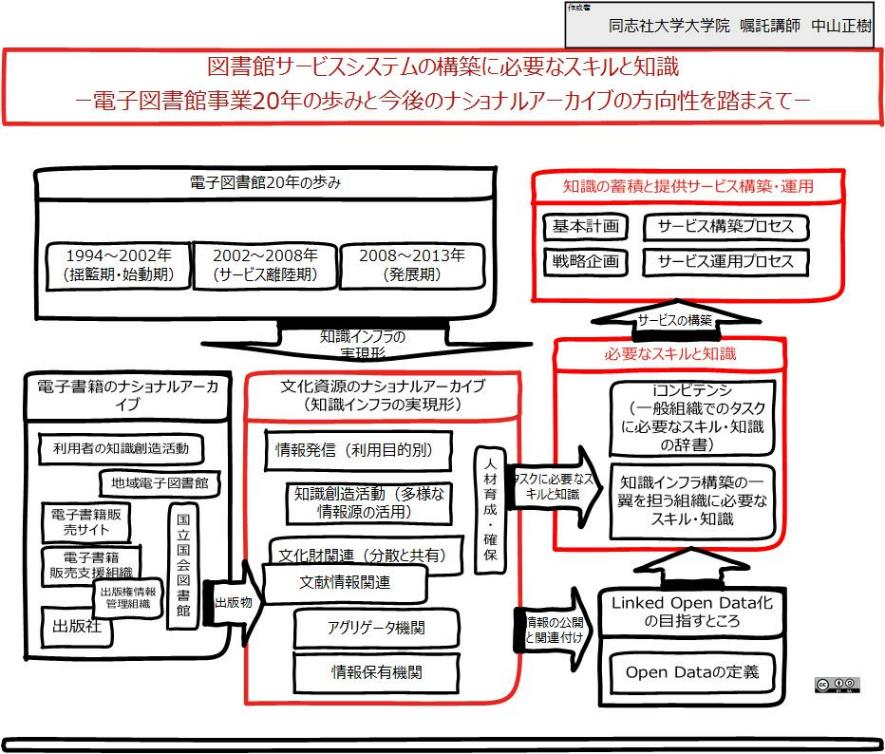 作成者
同志社大学大学院 嘱託講師 中山正樹
図書館サービスシステムの構築に必要なスキルと知識
－電子図書館事業20年の歩みと今後のナショナルアーカイブの方向性を踏まえて－
電子図書館20年の歩み
1994～2002年
（揺籃期・始動期）
2002～2008年
（サービス離陸期）
2008～2013年
（発展期）
知識の蓄積と提供サービス構築・運用
基本計画
サービス構築プロセス
戦略企画
サービス運用プロセス
サービスの構築
知識インフラの
実現形
必要なスキルと知識
iコンピテンシ
（一般組織でのタスク
に必要なスキル・知識
の辞書）
知識インフラ構築の一
翼を担う組織に必要な
スキル・知識
電子書籍のナショナルアーカ
イブ
利用者の知識創造活動
地域電子図書館
電子書籍販
売サイト
電子書籍
販売支援組織
出版権情報
管理組織
出版社
国立国会図書館
出版物
文化資源のナショナルアーカイブ
（知識インフラの実現形）
情報発信（利用目的別）
知識創造活動（多様な
情報源の活用）
文化財関連（分散と共有）
文献情報関連
アグリゲータ機関
情報保有機関
人材育成・確保
タスクに必要なス
キルと知識
情報の公開
と関連付け
Linked Open Data化
の目指すところ
Open Dataの定義
cc
BY SA